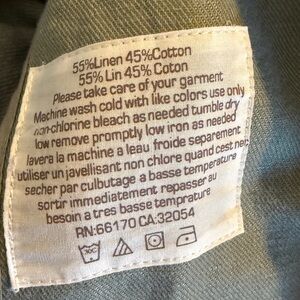 55%Linen 45%Cotton
55% Lin 45% Coton
Please take care of your garment
Machine wash cold with like colors use only
non-chlorine bleach as needed tumble dry
low remove promptly low iron as needed
lavera la machine a leau froide separement
utiliser un javellisant non chlore quand cest nec
secher par culbutage a basse temperature
sortir immediatement repasser au
besoin a tres basse temprature
RN:66170 CA:32054